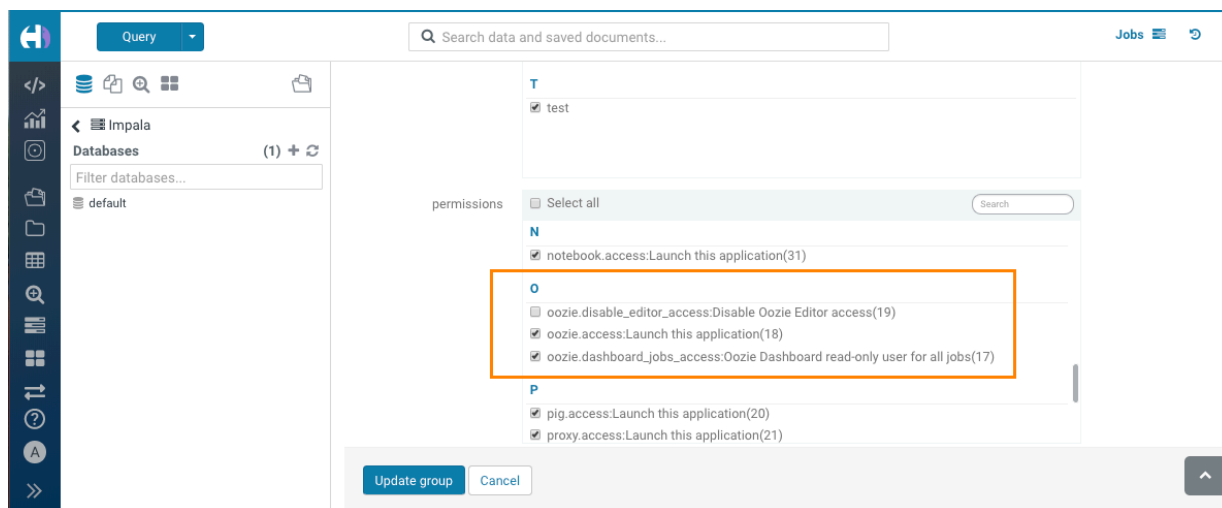 Query
Search data and saved documents...
Jobs
Impala
Databases (1)
Filter databases...
default
T
test
permissions
Select all
Search
N
notebook.access:Launch this application(31)
O
oozie.disable_editor_access:Disable Oozie Editor access(19)
oozie.access:Launch this application(18)
oozie.dashboard_jobs_access:Oozie Dashboard read-only user for all jobs(17)
P
pig.access:Launch this application(20)
proxy.access:Launch this application(21)
A
Update group
Cancel